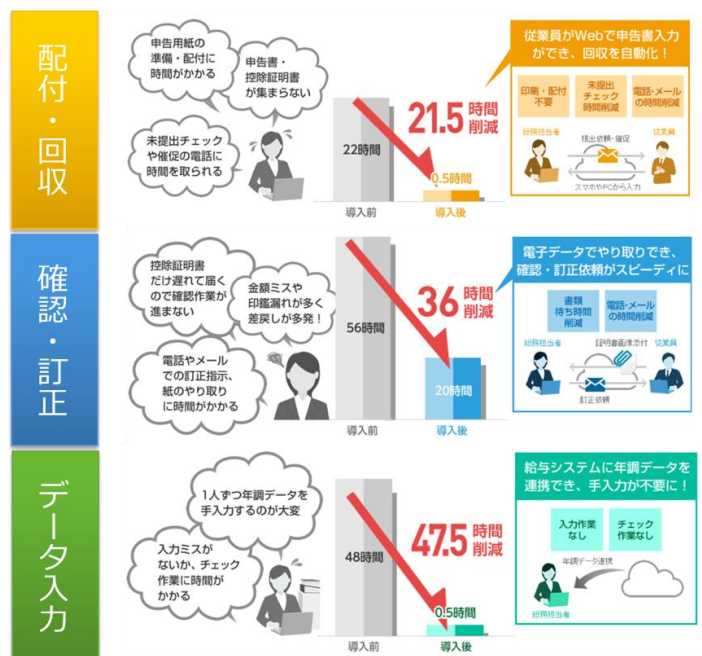 配付・回収
申告用紙の
準備・配付に
時間がかかる
申告書・
控除証明書
が集まらない
未提出チェック
や催促の電話に
時間を取られる
22時間
導入前
21.5 時間
削減
0.5時間
導入後
従業員がWebで申告書入力
ができ、回収を自動化！
印刷・配付
不要
未提出
チェック
時間削減
電話・メール
の時間削減
総務担当者
提出依頼・催促
従業員
スマホやPCから入力
確認・訂正
控除証明書
だけ遅れて届く
ので確認作業が
進まない
金額ミスや
印鑑漏れが多く
差戻しが多発！
電話やメール
での訂正指示、
紙のやり取り
に時間がかかる
56時間
導入前
36 時間
削減
20時間
導入後
電子データでやり取りでき、
確認・訂正依頼がスピーディに
書類
待ち時間
削減
電話・メール
の時間削減
総務担当者
証明書画像添付
従業員
訂正依頼
データ入力
1人ずつ年調データを
手入力するのが大変
入力ミスが
ないか、チェック
作業に時間が
かかる
48時間
導入前
47.5 時間
削減
0.5時間
導入後
給与システムに年調データを
連携でき、手入力が不要に！
入力作業
なし
チェック
作業なし
年調データ連携
総務担当者